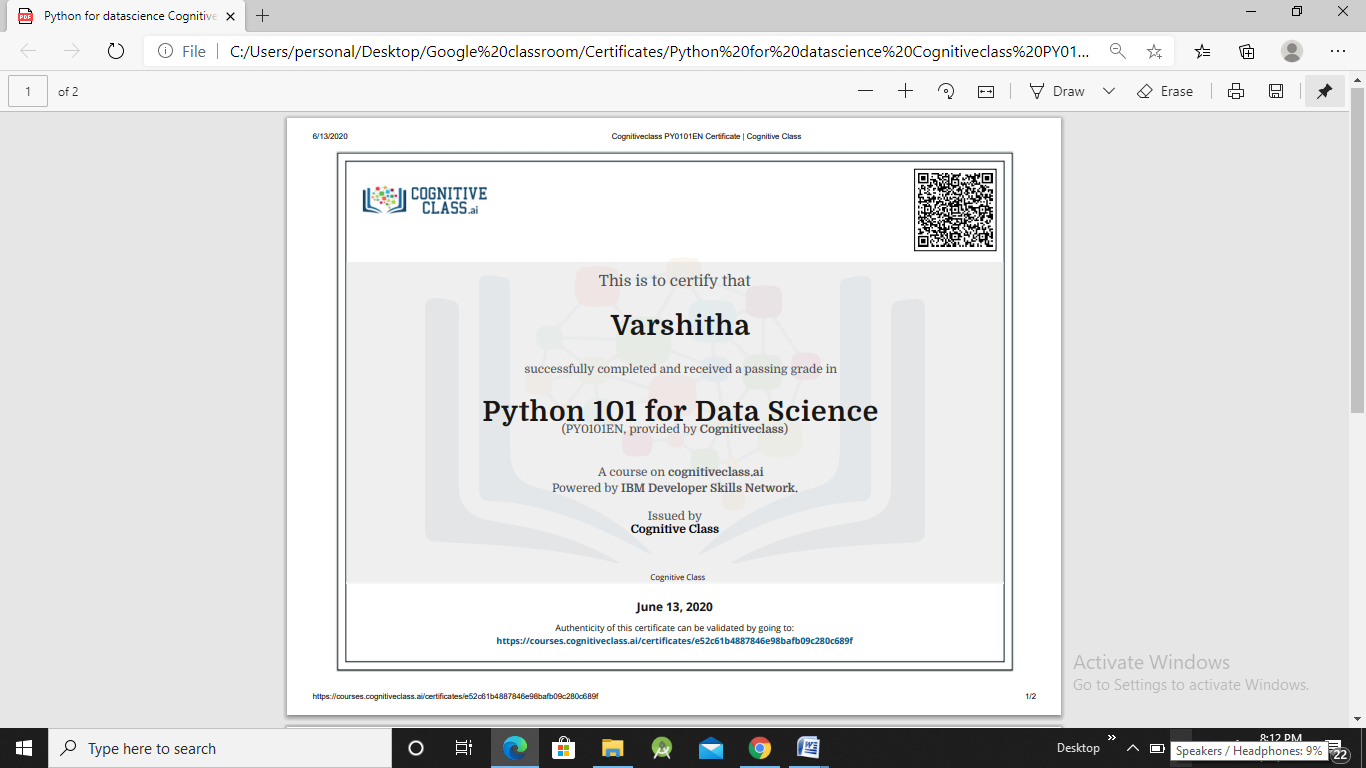 Python for datascience Cognitive
File
C:/Users/personal/Desktop/Google%20classroom/Certificates/Python%20for%20datascience%20Cognitiveclass%20PY01...
1 of 2
Draw
Erase
6/13/2020
Cognitiveclass PY0101EN Certificate | Cognitive Class
COGNITIVE
CLASS.ai
This is to certify that
Varshitha
successfully completed and received a passing grade in
Python 101 for Data Science
(PY0101EN, provided by Cognitiveclass)
A course on cognitiveclass.ai
Powered by IBM Developer Skills Network.
Issued by
Cognitive Class
Cognitive Class
June 13, 2020
Authenticity of this certificate can be validated by going to:
https://courses.cognitiveclass.ai/certificates/e52c61b4887846e98bafb09c280c689f
https://courses.cognitiveclass.ai/certificates/e52c61b4887846e98bafb09c280c689f
1/2
Activate Windows
Go to Settings to activate Windows.
Type here to search
Desktop
8:12 PM
Speakers / Headphones: 9%
22